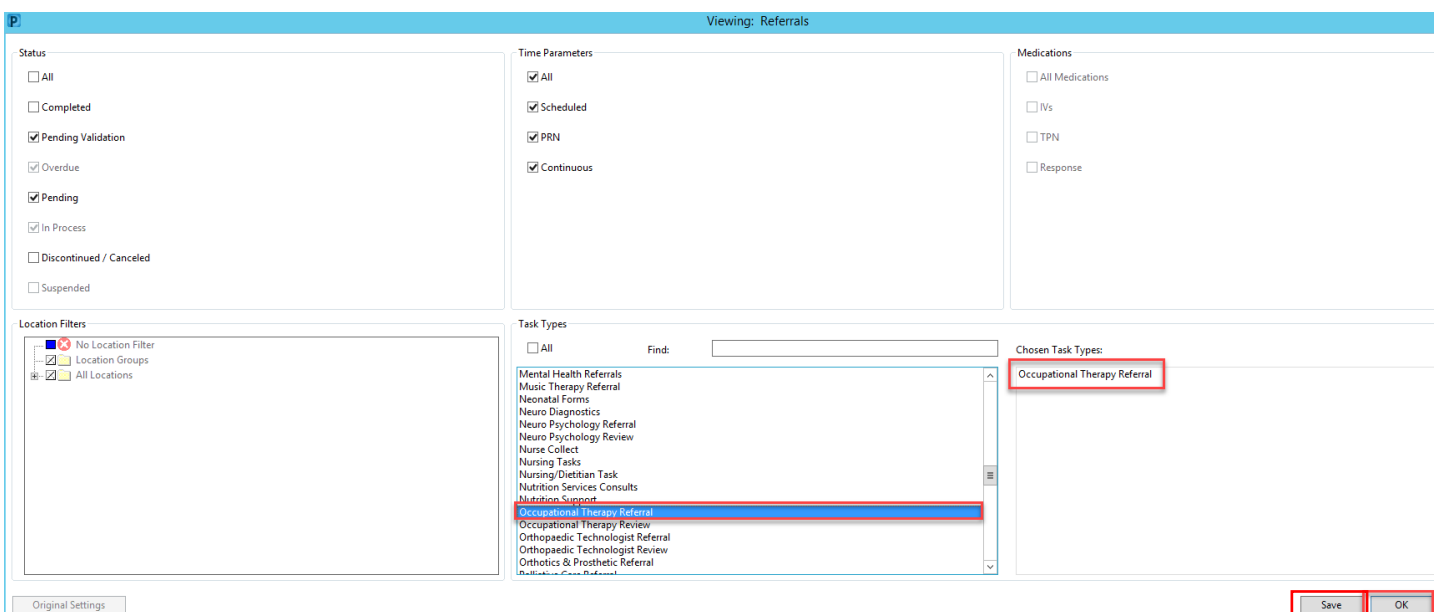 P
Viewing: Referrals
Status
All
Completed
Pending Validation
Overdue
Pending
In Process
Discontinued / Canceled
Suspended
Time Parameters
All
Scheduled
PRN
Continuous
Medications
All Medications
IVs
TPN
Response
Location Filters
No Location Filter
Location Groups
All Locations
Task Types
All
Find:
Mental Health Referrals
Music Therapy Referral
Neonatal Forms
Neuro Diagnostics
Neuro Psychology Referral
Neuro Psychology Review
Nurse Collect
Nursing Tasks
Nursing/Dietitian Task
Nutrition Services Consults
Nutrition Support
Occupational Therapy Referral
Occupational Therapy Review
Orthopaedic Technologist Referral
Orthopaedic Technologist Review
Orthotics & Prosthetic Referral
Palliative Care Referral
Chosen Task Types:
Occupational Therapy Referral
Original Settings
Save
OK